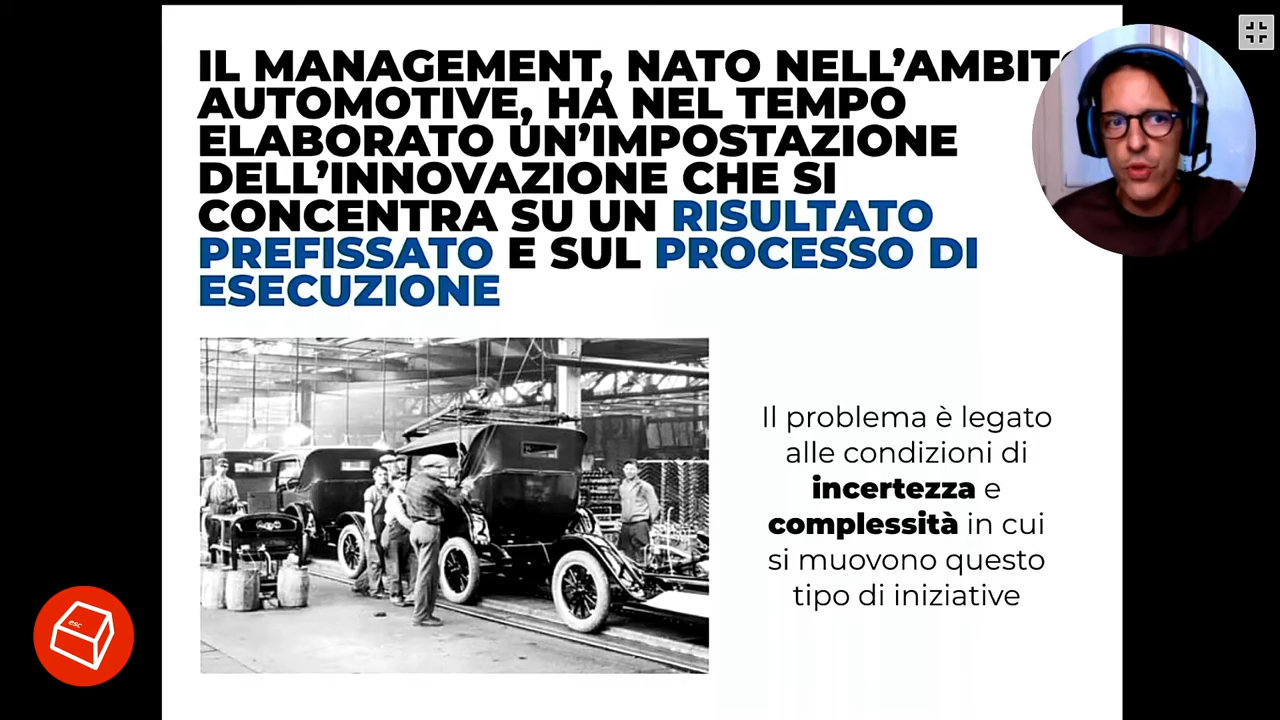 IL MANAGEMENT, NATO NELL’AMBITO
AUTOMOTIVE, HA NEL TEMPO
ELABORATO UN’IMPOSTAZIONE
DELL’INNOVAZIONE CHE SI
CONCENTRA SU UN RISULTATO
PREFISSATO E SUL PROCESSO DI
ESECUZIONE
Il problema è legato
alle condizioni di
incertezza e
complessità in cui
si muovono questo
tipo di iniziative
esc